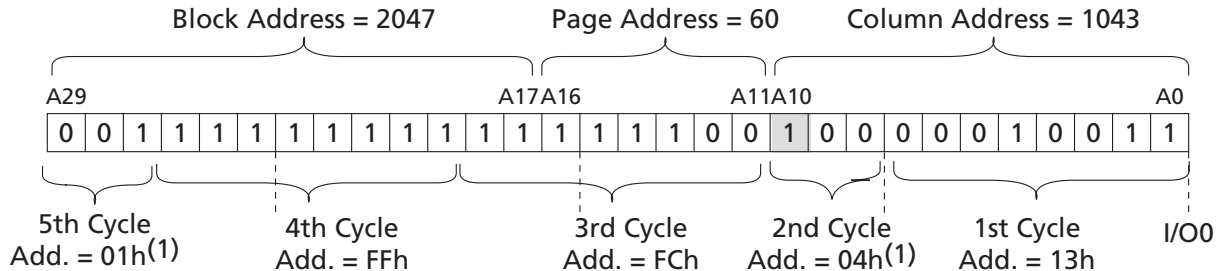 Block Address = 2047 Page Address = 60 Column Address = 1043
A29 A17 A16 A11 A10 A0
0 0 1 1 1 1 1 1 1 1 1 1 1 1 1 1 1 0 0 1 0 0 0 0 0 1 0 0 1 1
5th Cycle 4th Cycle 3rd Cycle 2nd Cycle 1st Cycle I/O0
Add. = 01h(1) Add. = FFh Add. = FCh Add. = 04h(1) Add. = 13h